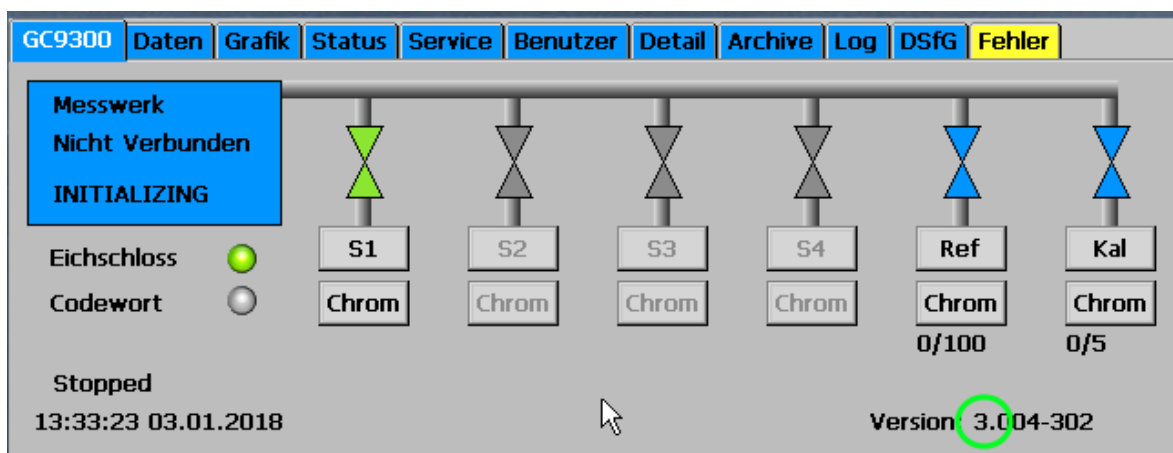 GC9300 Daten Grafik Status Service Benutzer Detail Archive Log DSfG Fehler
Messwerk
Nicht Verbunden
INITIALIZING
Eichschloss
Codewort
S1 S2 S3 S4 Ref Kal
Chrom Chrom Chrom Chrom Chrom Chrom
0/100 0/5
Stopped
13:33:23 03.01.2018
Version: 3.004-302